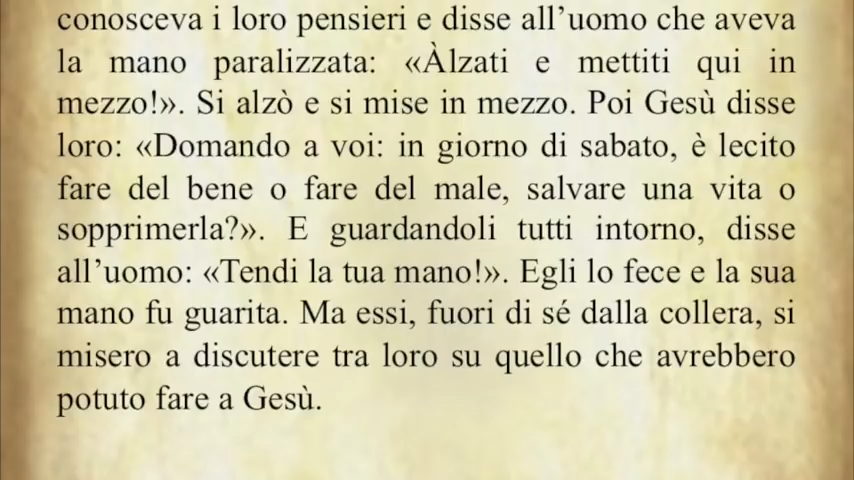 conosceva i loro pensieri e disse all’uomo che aveva
la mano paralizzata: «Àlzati e mettiti qui in
mezzo!». Si alzò e si mise in mezzo. Poi Gesù disse
loro: «Domando a voi: in giorno di sabato, è lecito
fare del bene o fare del male, salvare una vita o
sopprimerla?». E guardandoli tutti intorno, disse
all’uomo: «Tendi la tua mano!». Egli lo fece e la sua
mano fu guarita. Ma essi, fuori di sé dalla collera, si
misero a discutere tra loro su quello che avrebbero
potuto fare a Gesù.